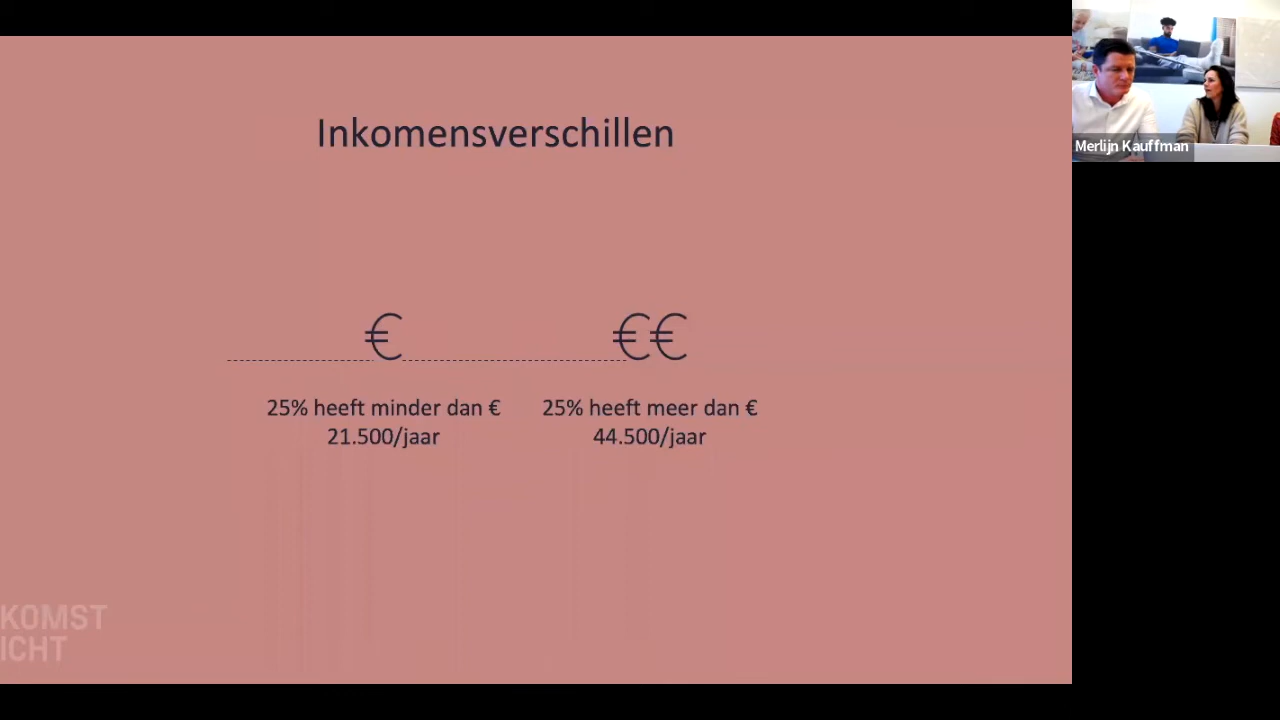 Inkomensverschillen
€
€€
25% heeft minder dan €
21.500/jaar
25% heeft meer dan €
44.500/jaar
KOMST
ICHT
Merlijn Kauffman